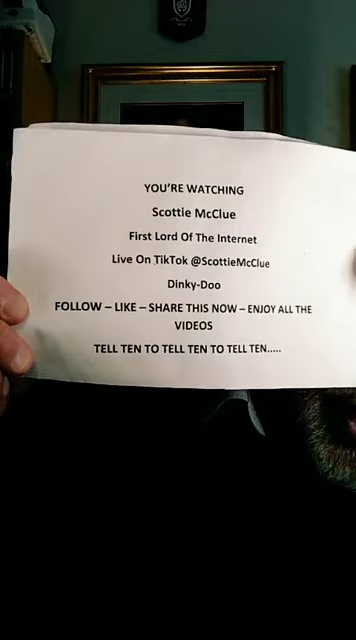 YOU'RE WATCHING
Scottie McClue
First Lord Of The Internet
Live On TikTok @ScottieMcClue
Dinky-Doo
FOLLOW – LIKE – SHARE THIS NOW – ENJOY ALL THE
VIDEOS
TELL TEN TO TELL TEN TO TELL TEN.....